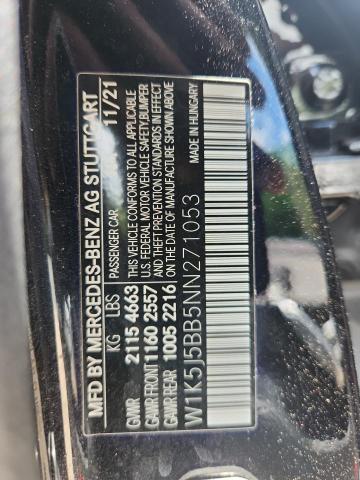 MFD BY MERCEDES-BENZ AG STUTTGART
PASSENGER CAR 11/21
KG LBS
GVWR 2115 4663
GAWR FRONT 1160 2557
GAWR REAR 1005 2216
THIS VEHICLE CONFORMS TO ALL APPLICABLE
U.S. FEDERAL MOTOR VEHICLE SAFETY, BUMPER
AND THEFT PREVENTION STANDARDS IN EFFECT
ON THE DATE OF MANUFACTURE SHOWN ABOVE
W1K5J5BB5NN271053
MADE IN HUNGARY